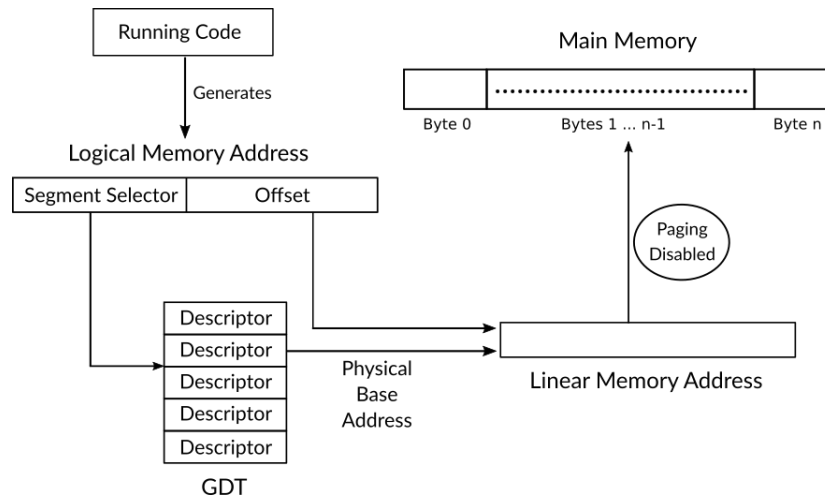 Running Code
Generates
Logical Memory Address
Segment Selector
Offset
Main Memory
Byte 0
Bytes 1 ... n-1
Byte n
Paging
Disabled
Descriptor
Descriptor
Descriptor
Descriptor
Descriptor
GDT
Physical
Base
Address
Linear Memory Address